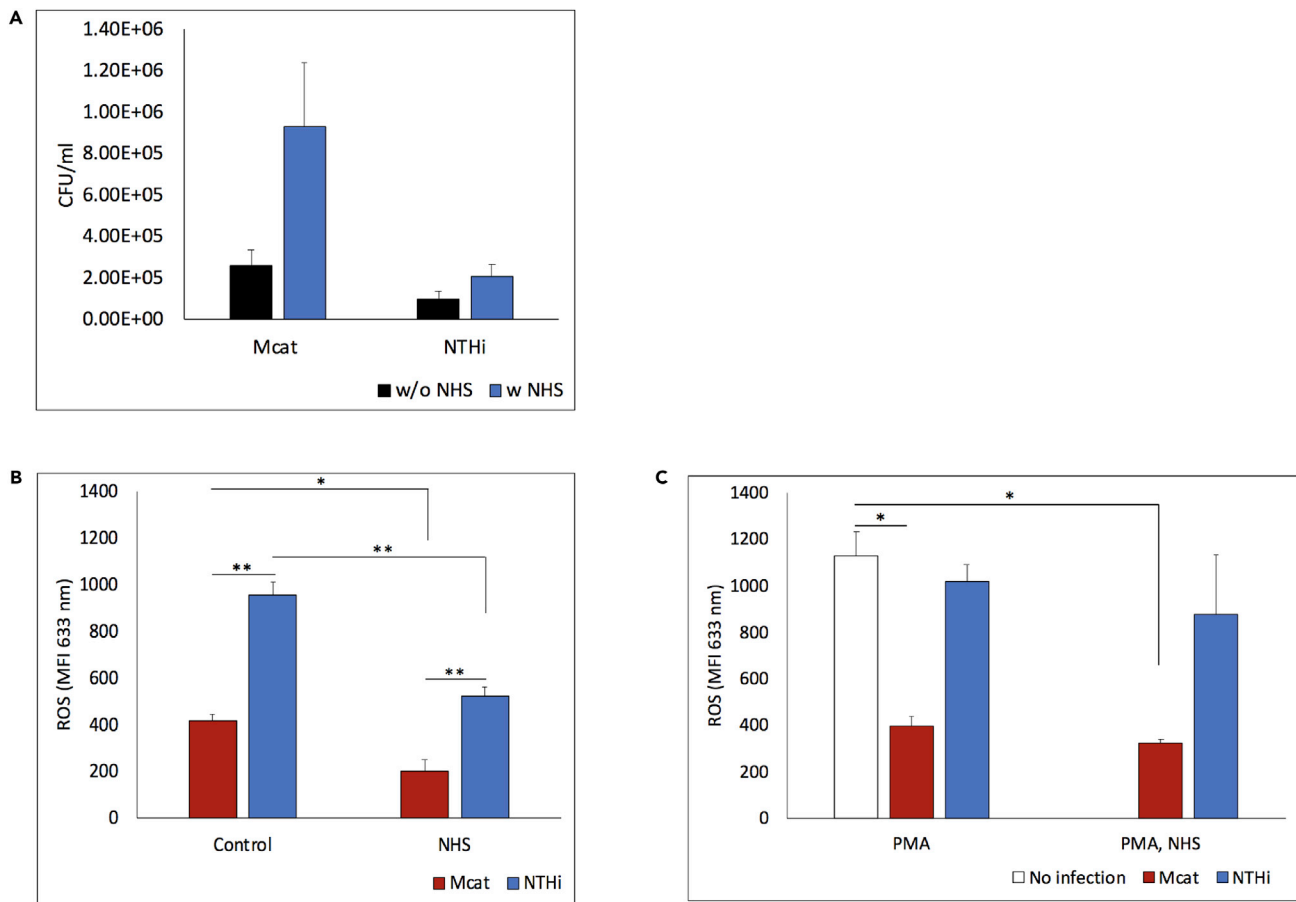 A
1.40E+06
1.20E+06
1.00E+06
8.00E+05
6.00E+05
4.00E+05
2.00E+05
0.00E+00
CFU/ml
Mcat NTHi
w/o NHS w NHS
B
1400
1200
1000
800
600
400
200
0
ROS (MFI 633 nm)
*
**
**
**
Control NHS
Mcat NTHi
C
1400
1200
1000
800
600
400
200
0
ROS (MFI 633 nm)
*
*
PMA PMA, NHS
No infection Mcat NTHi